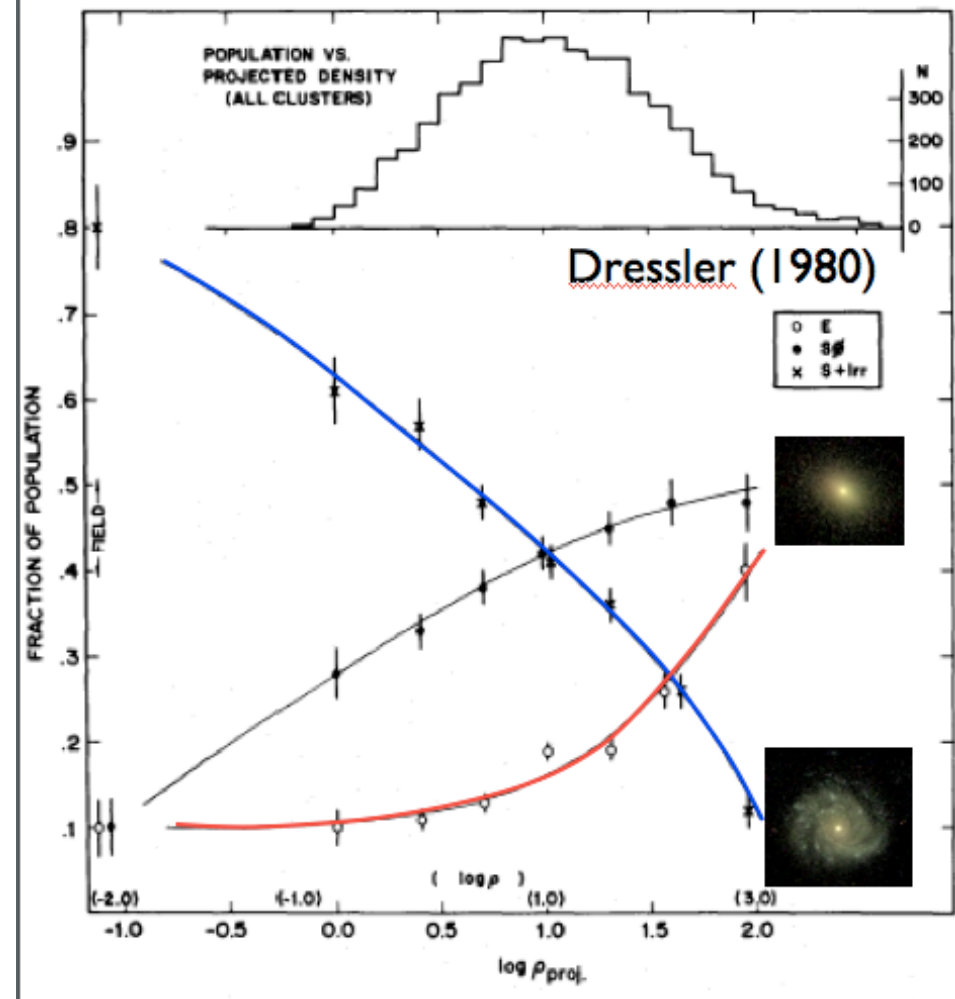 POPULATION VS.
PROJECTED DENSITY
(ALL CLUSTERS)
N
300
200
100
0
Dressler (1980)
E
SØ
S+Irr
.9
.8
.7
.6
.5
.4
.3
.2
.1
FRACTION OF POPULATION
FIELD
( log ρ )
(-2.0) (-1.0) (1.0) (3.0)
-1.0 -0.5 0.0 0.5 1.0 1.5 2.0
log ρ proj.